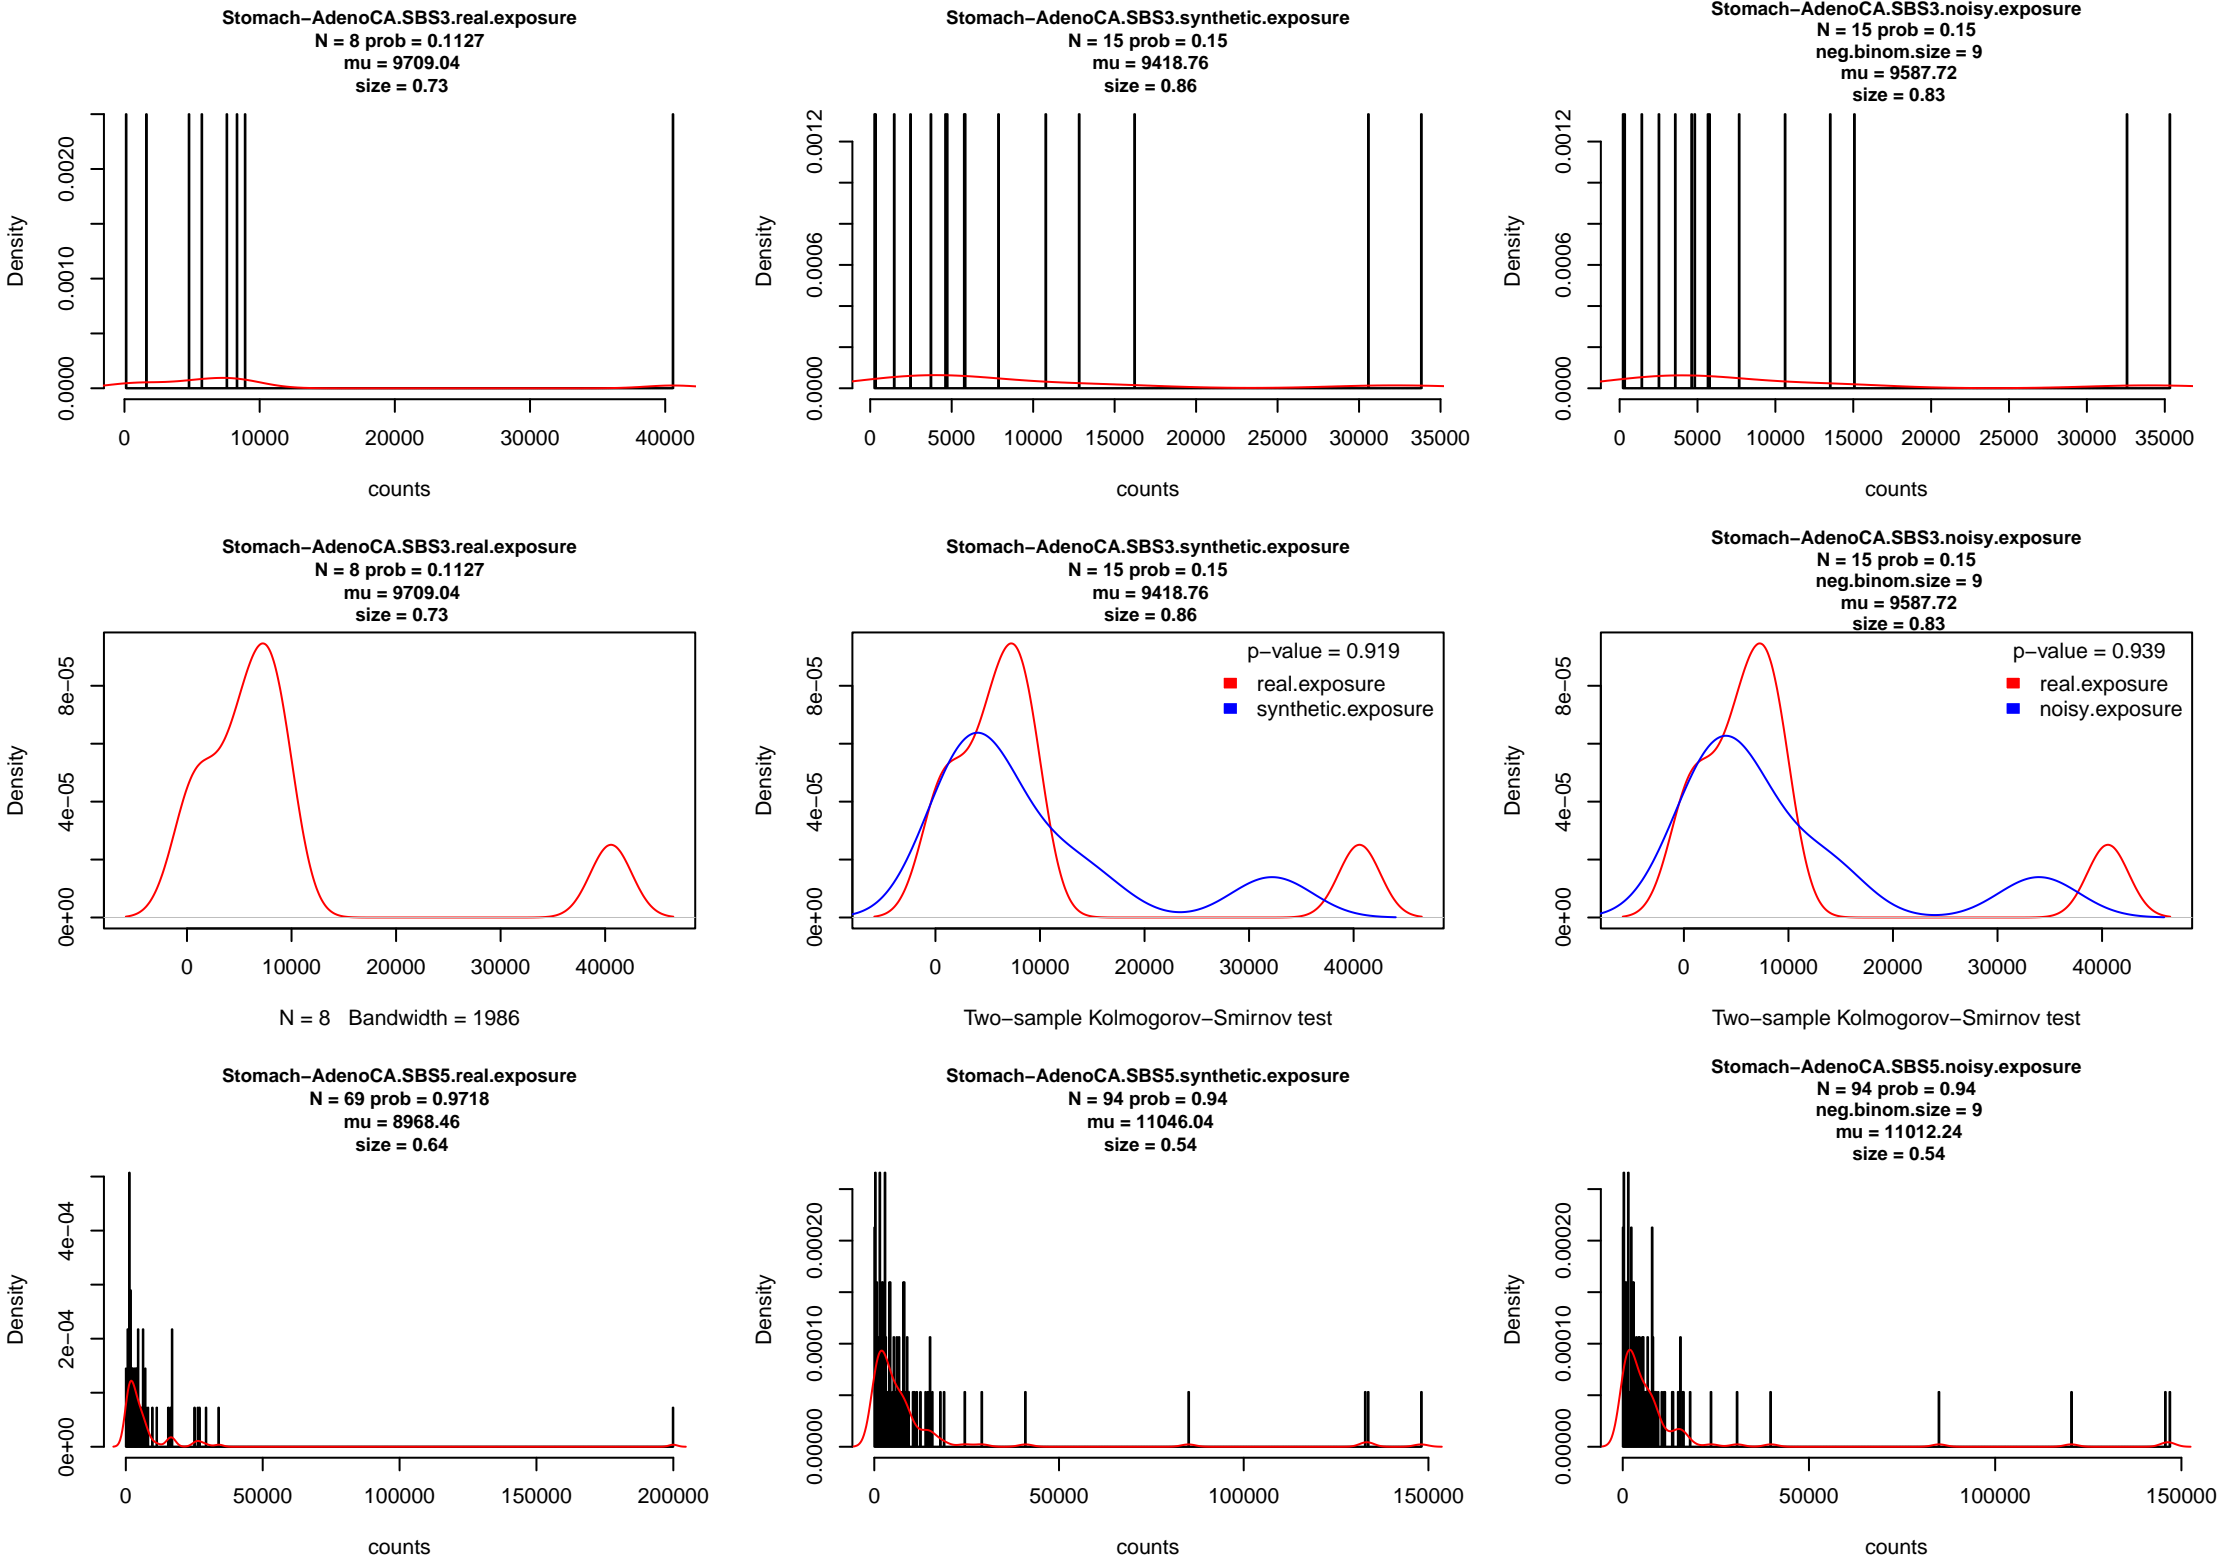 Stomach−AdenoCA.SBS3.real.exposure
N = 8 prob = 0.1127
mu = 9709.04
size = 0.73
Density
0.0000 0.0010 0.0020
0 10000 20000 30000 40000
counts
Stomach−AdenoCA.SBS3.synthetic.exposure
N = 15 prob = 0.15
mu = 9418.76
size = 0.86
Density
0.0000 0.0006 0.0012
0 5000 10000 15000 20000 25000 30000 35000
counts
Stomach−AdenoCA.SBS3.noisy.exposure
N = 15 prob = 0.15
neg.binom.size = 9
mu = 9587.72
size = 0.83
Density
0.0000 0.0006 0.0012
0 5000 10000 15000 20000 25000 30000 35000
counts
Stomach−AdenoCA.SBS3.real.exposure
N = 8 prob = 0.1127
mu = 9709.04
size = 0.73
Density
0e+00 4e−05 8e−05
0 10000 20000 30000 40000
N = 8 Bandwidth = 1986
Stomach−AdenoCA.SBS3.synthetic.exposure
N = 15 prob = 0.15
mu = 9418.76
size = 0.86
p−value = 0.919
real.exposure
synthetic.exposure
Density
0e+00 4e−05 8e−05
0 10000 20000 30000 40000
Two−sample Kolmogorov−Smirnov test
Stomach−AdenoCA.SBS3.noisy.exposure
N = 15 prob = 0.15
neg.binom.size = 9
mu = 9587.72
size = 0.83
p−value = 0.939
real.exposure
noisy.exposure
Density
0e+00 4e−05 8e−05
0 10000 20000 30000 40000
Two−sample Kolmogorov−Smirnov test
Stomach−AdenoCA.SBS5.real.exposure
N = 69 prob = 0.9718
mu = 8968.46
size = 0.64
Density
0e+00 2e−04 4e−04
0 50000 100000 150000 200000
counts
Stomach−AdenoCA.SBS5.synthetic.exposure
N = 94 prob = 0.94
mu = 11046.04
size = 0.54
Density
0.00000 0.00010 0.00020
0 50000 100000 150000
counts
Stomach−AdenoCA.SBS5.noisy.exposure
N = 94 prob = 0.94
neg.binom.size = 9
mu = 11012.24
size = 0.54
Density
0.00000 0.00010 0.00020
0 50000 100000 150000
counts